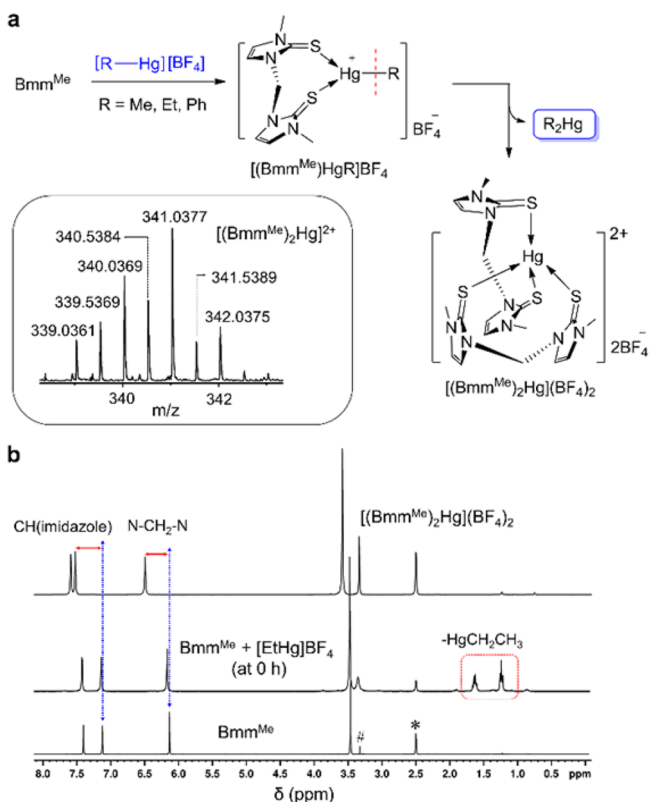 a
Bmm^Me
[R—Hg][BF4]
R = Me, Et, Ph
N
S
N
Hg
+
R
N
S
N
BF4−
[(Bmm^Me)HgR]BF4
R2Hg
[(Bmm^Me)2Hg]2+
341.0377
340.5384
340.0369
341.5389
339.5369
342.0375
339.0361
340
342
m/z
N
S
N
2+
Hg
S
N
S
S
N
N
N
N
N
2BF4−
[(Bmm^Me)2Hg](BF4)2
b
CH(imidazole)
N-CH2-N
[(Bmm^Me)2Hg](BF4)2
Bmm^Me + [EtHg]BF4
(at 0 h)
-HgCH2CH3
Bmm^Me
#
*
8.0 7.5 7.0 6.5 6.0 5.5 5.0 4.5 4.0 3.5 3.0 2.5 2.0 1.5 1.0 ppm
δ (ppm)